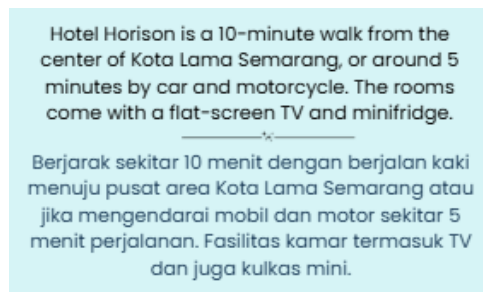 Hotel Horison is a 10-minute walk from the
center of Kota Lama Semarang, or around 5
minutes by car and motorcycle. The rooms
come with a flat-screen TV and minifridge.
Berjarak sekitar 10 menit dengan berjalan kaki
menuju pusat area Kota Lama Semarang atau
jika mengendarai mobil dan motor sekitar 5
menit perjalanan. Fasilitas kamar termasuk TV
dan juga kulkas mini.